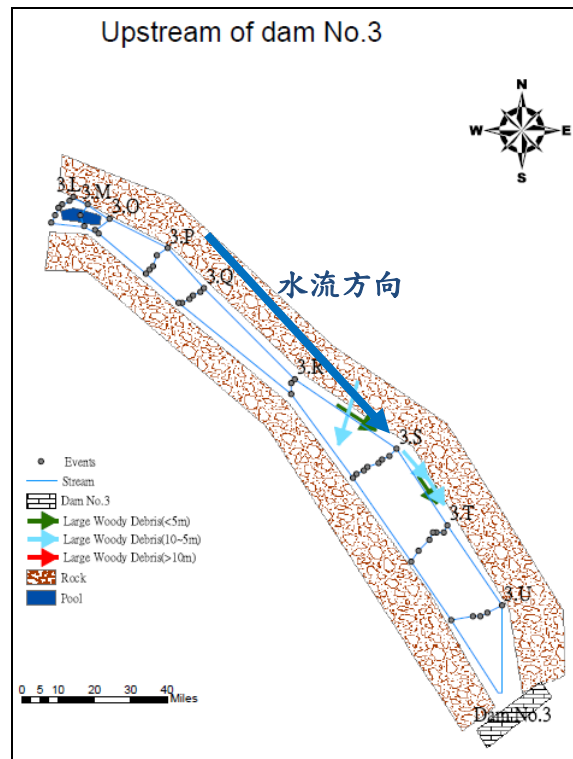 Upstream of dam No.3
N
W
E
S
3.L
3.M
3.O
3.P
3.Q
水流方向
3.R
3.S
3.T
3.U
Events
Stream
Dam No.3
Large Woody Debris(<5m)
Large Woody Debris(10~5m)
Large Woody Debris(>10m)
Rock
Pool
0 5 10 20 30 40
Miles
Dam No.3